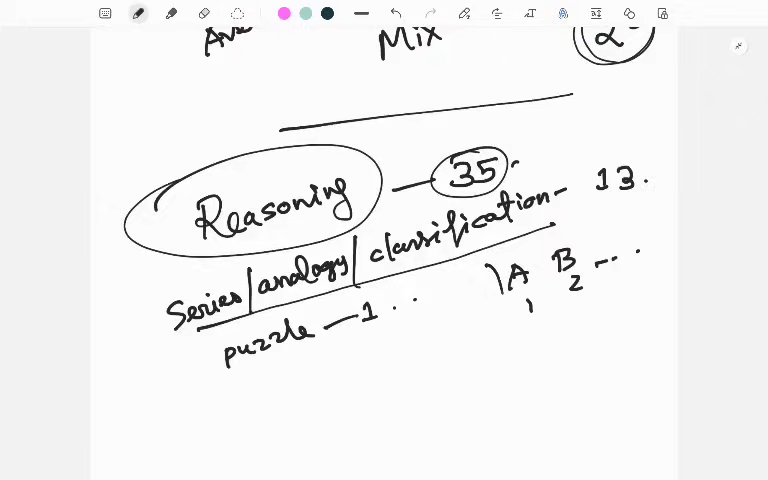 Mix
Reasoning — 35.
Series/analogy/classification - 13.
puzzle — 1 ..
A B ...
1 2